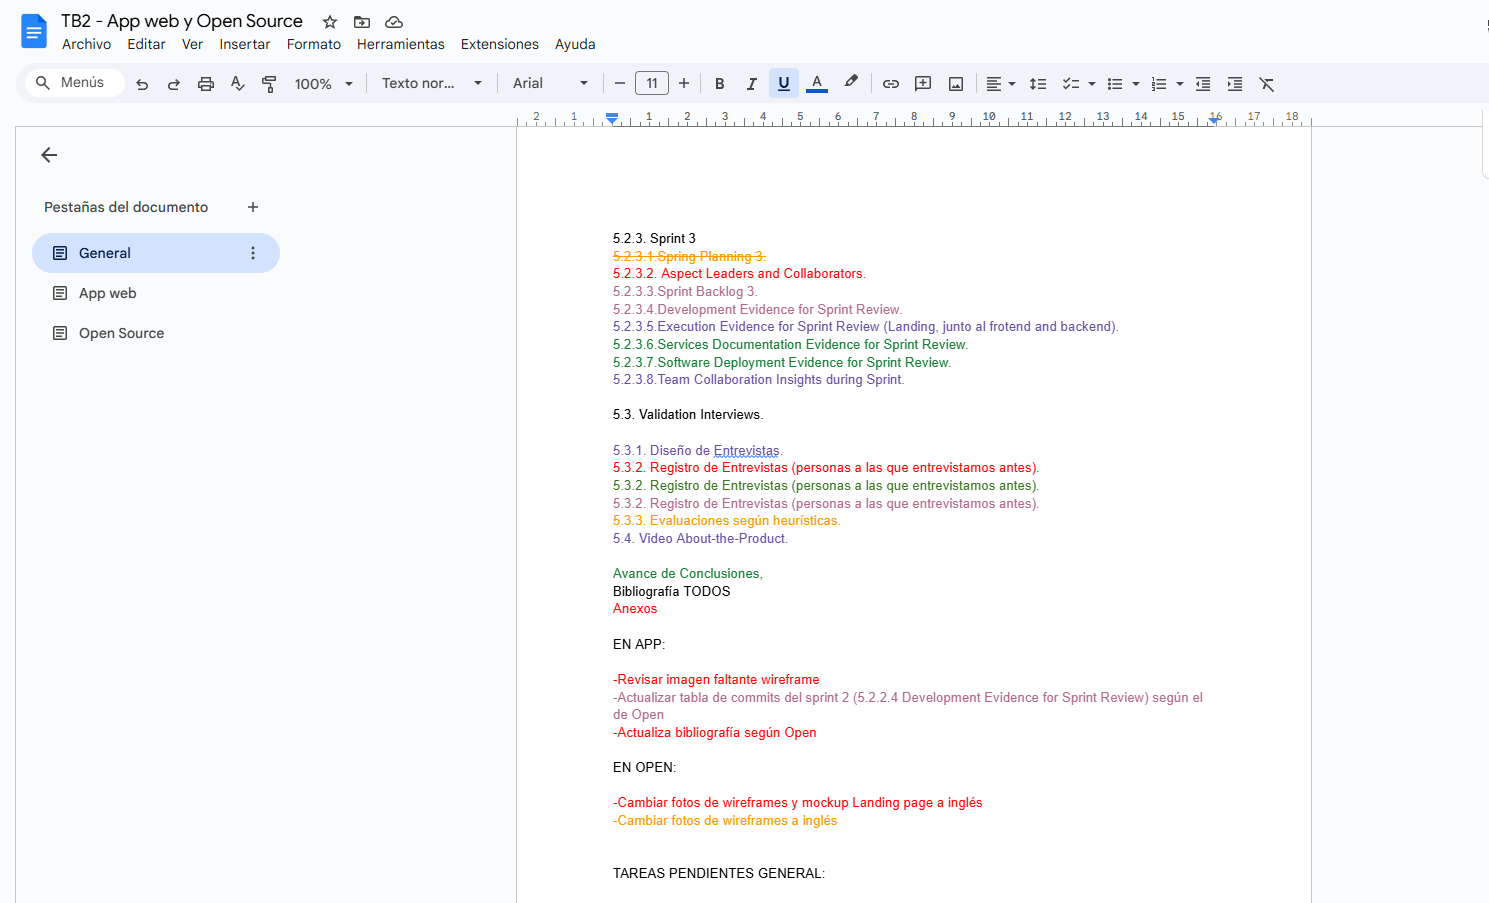 TB2 - App web y Open Source
Archivo Editar Ver Insertar Formato Herramientas Extensiones Ayuda
Menús 100% Texto nor... Arial 11 B I U A
2 1 1 2 3 4 5 6 7 8 9 10 11 12 13 14 15 16 17 18
Pestañas del documento
General
App web
Open Source
5.2.3. Sprint 3
5.2.3.1.Spring Planning 3.
5.2.3.2. Aspect Leaders and Collaborators.
5.2.3.3.Sprint Backlog 3.
5.2.3.4.Development Evidence for Sprint Review.
5.2.3.5.Execution Evidence for Sprint Review (Landing, junto al frotend and backend).
5.2.3.6.Services Documentation Evidence for Sprint Review.
5.2.3.7.Software Deployment Evidence for Sprint Review.
5.2.3.8.Team Collaboration Insights during Sprint.
5.3. Validation Interviews.
5.3.1. Diseño de Entrevistas.
5.3.2. Registro de Entrevistas (personas a las que entrevistamos antes).
5.3.2. Registro de Entrevistas (personas a las que entrevistamos antes).
5.3.2. Registro de Entrevistas (personas a las que entrevistamos antes).
5.3.3. Evaluaciones según heurísticas.
5.4. Video About-the-Product.
Avance de Conclusiones,
Bibliografía TODOS
Anexos
EN APP:
-Revisar imagen faltante wireframe
-Actualizar tabla de commits del sprint 2 (5.2.2.4 Development Evidence for Sprint Review) según el
de Open
-Actualiza bibliografía según Open
EN OPEN:
-Cambiar fotos de wireframes y mockup Landing page a inglés
-Cambiar fotos de wireframes a inglés
TAREAS PENDIENTES GENERAL: